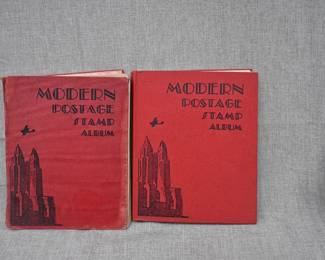 MODERN
POSTAGE
STAMP
ALBUM
MODERN
POSTAGE
STAMP
ALBUM